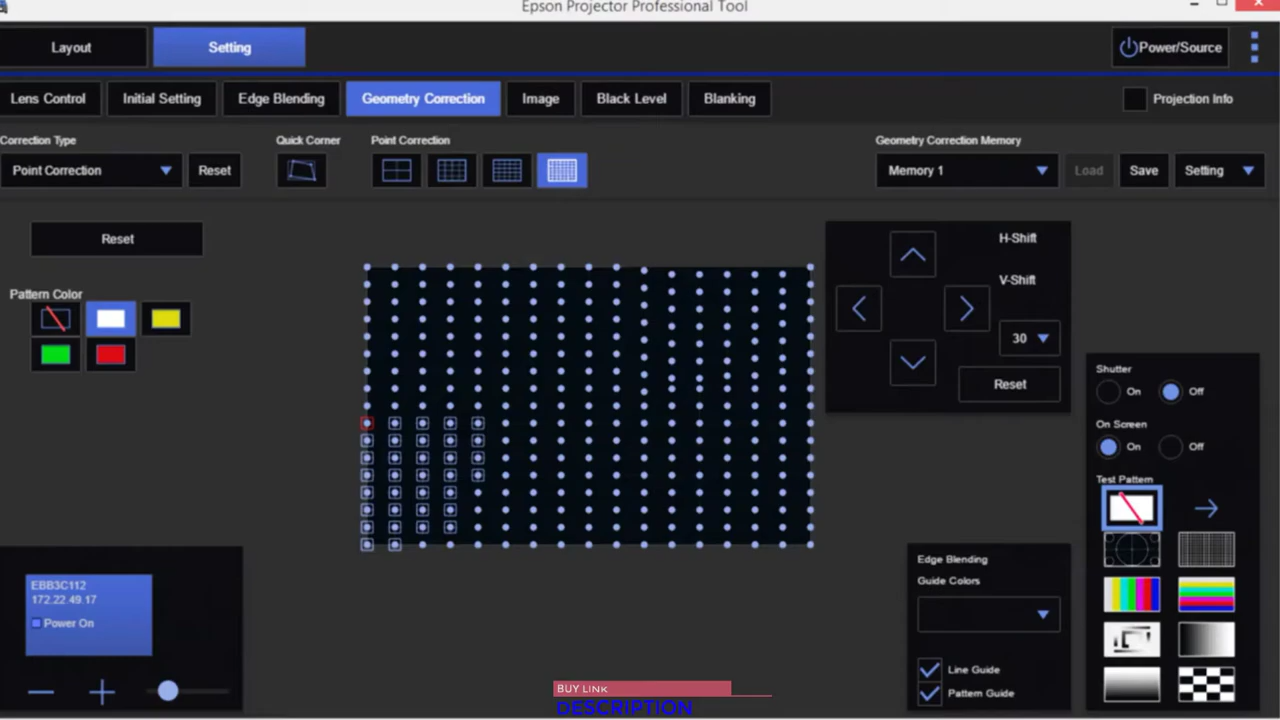 Epson Projector Professional Tool
Layout
Setting
Power/Source
Lens Control
Initial Setting
Edge Blending
Geometry Correction
Image
Black Level
Blanking
Projection Info
Correction Type
Quick Corner
Point Correction
Geometry Correction Memory
Point Correction
Reset
Memory 1
Load
Save
Setting
Reset
H-Shift
V-Shift
30
Reset
Pattern Color
Shutter
On
Off
On Screen
On
Off
Test Pattern
EBB3C112
172.22.49.17
Power On
Edge Blending
Guide Colors
Line Guide
Pattern Guide
BUY LINK
DESCRIPTION